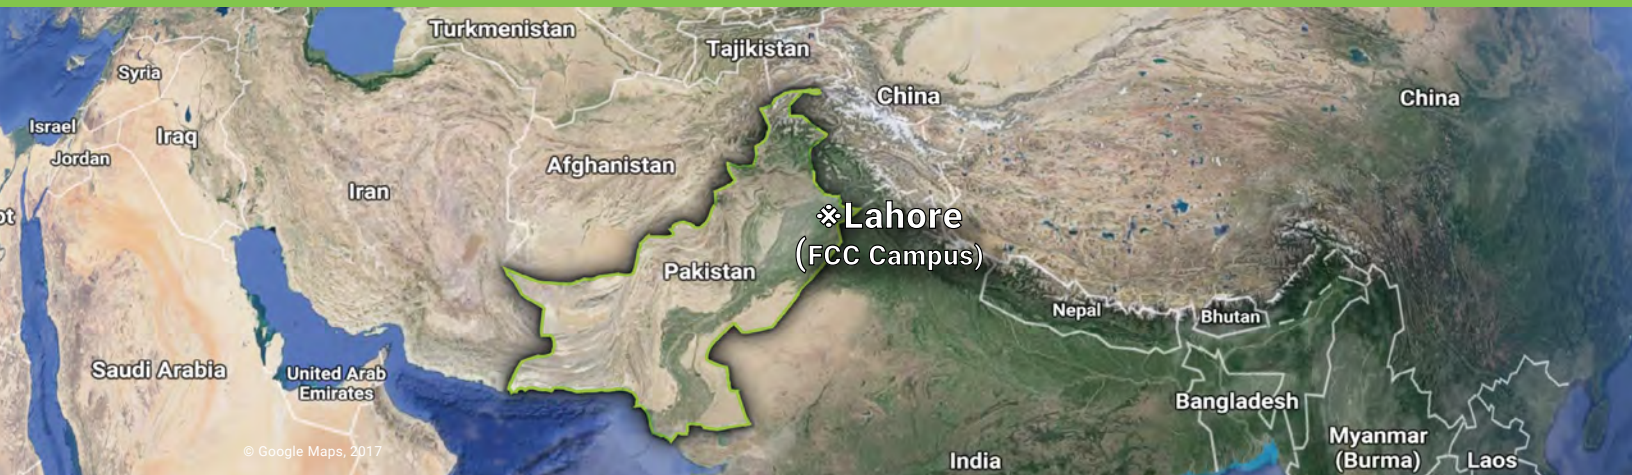 Turkmenistan
Tajikistan
Syria
China
China
Israel
Iraq
Jordan
Afghanistan
Iran
pt
※Lahore
(FCC Campus)
Pakistan
Nepal
Bhutan
Saudi Arabia
United Arab
Emirates
Bangladesh
Myanmar
(Burma)
© Google Maps, 2017
India
Laos